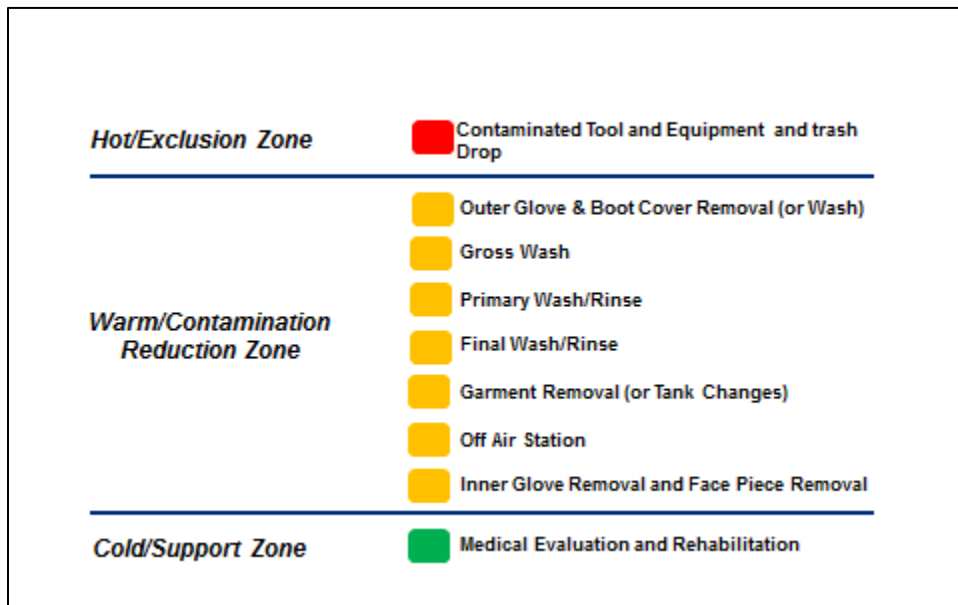 Hot/Exclusion Zone
Contaminated Tool and Equipment and trash
Drop
Outer Glove & Boot Cover Removal (or Wash)
Gross Wash
Primary Wash/Rinse
Warm/Contamination
Reduction Zone
Final Wash/Rinse
Garment Removal (or Tank Changes)
Off Air Station
Inner Glove Removal and Face Piece Removal
Cold/Support Zone
Medical Evaluation and Rehabilitation